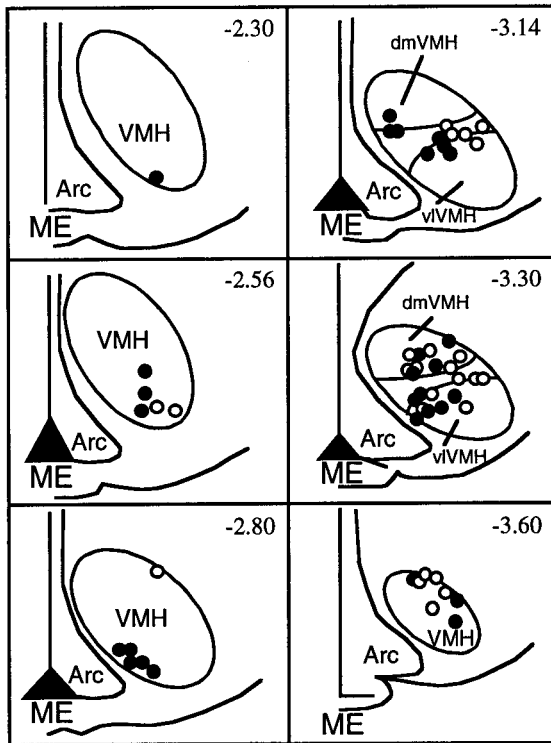 -2.30
VMH
Arc
ME
-3.14
dmVMH
Arc
vlVMH
ME
-2.56
VMH
Arc
ME
-3.30
dmVMH
Arc
vlVMH
ME
-2.80
VMH
Arc
ME
-3.60
VMH
Arc
ME